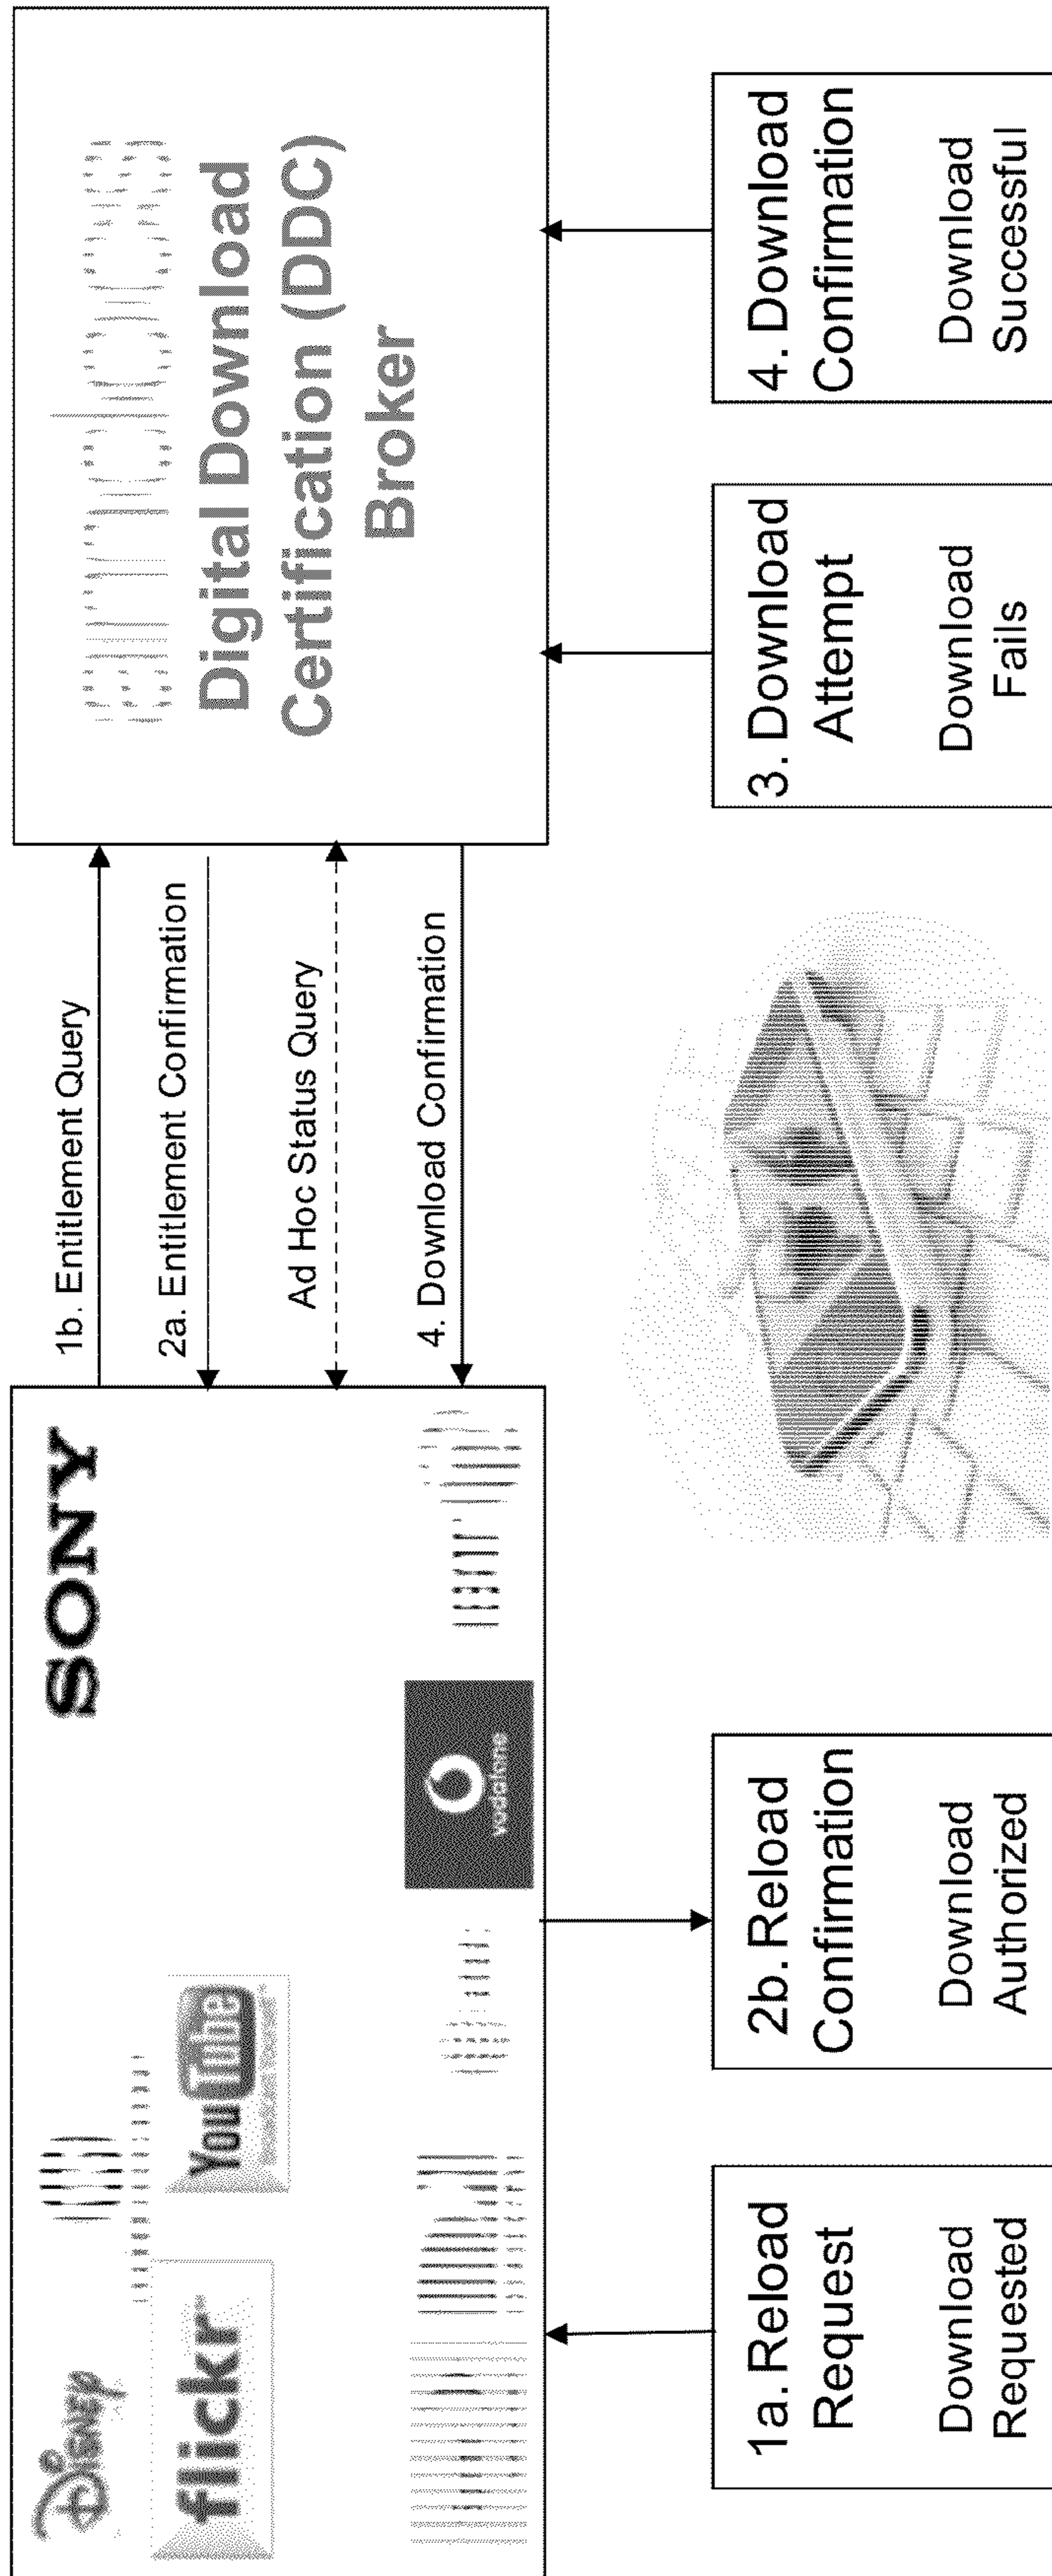 Disney
flickr
YouTube
SONY
vodafone
1b. Entitlement Query
2a. Entitlement Confirmation
Ad Hoc Status Query
4. Download Confirmation
Digital Download
Certification (DDC)
Broker
1a. Reload
Request
Download
Requested
2b. Reload
Confirmation
Download
Authorized
3. Download
Attempt
Download
Fails
4. Download
Confirmation
Download
Successful